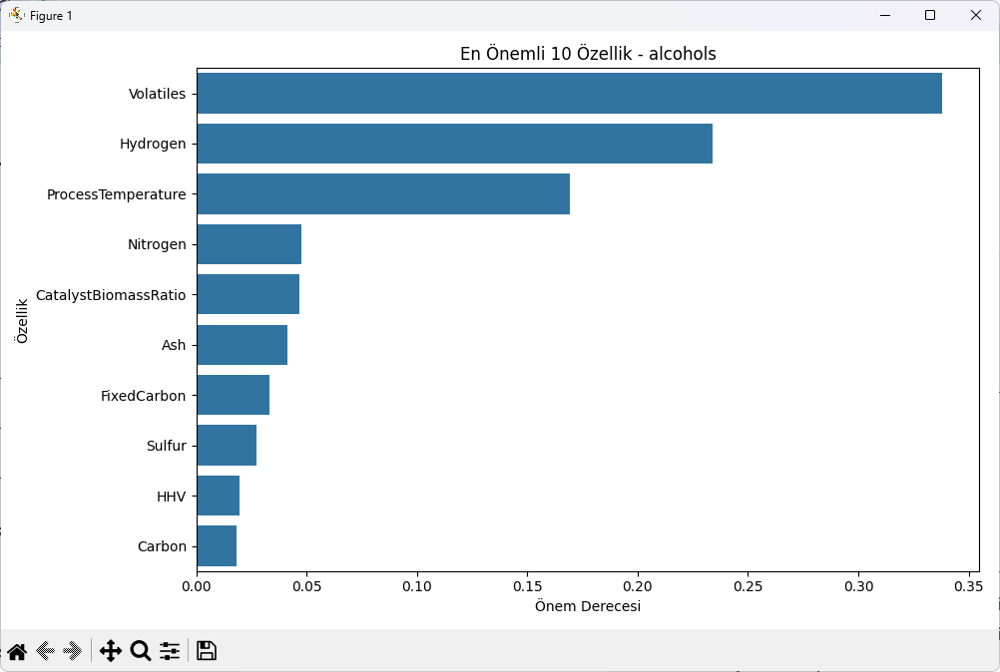 Figure 1
En Önemli 10 Özellik - alcohols
Volatiles
Hydrogen
ProcessTemperature
Nitrogen
CatalystBiomassRatio
Ash
FixedCarbon
Sulfur
HHV
Carbon
Özellik
0.00 0.05 0.10 0.15 0.20 0.25 0.30 0.35
Önem Derecesi